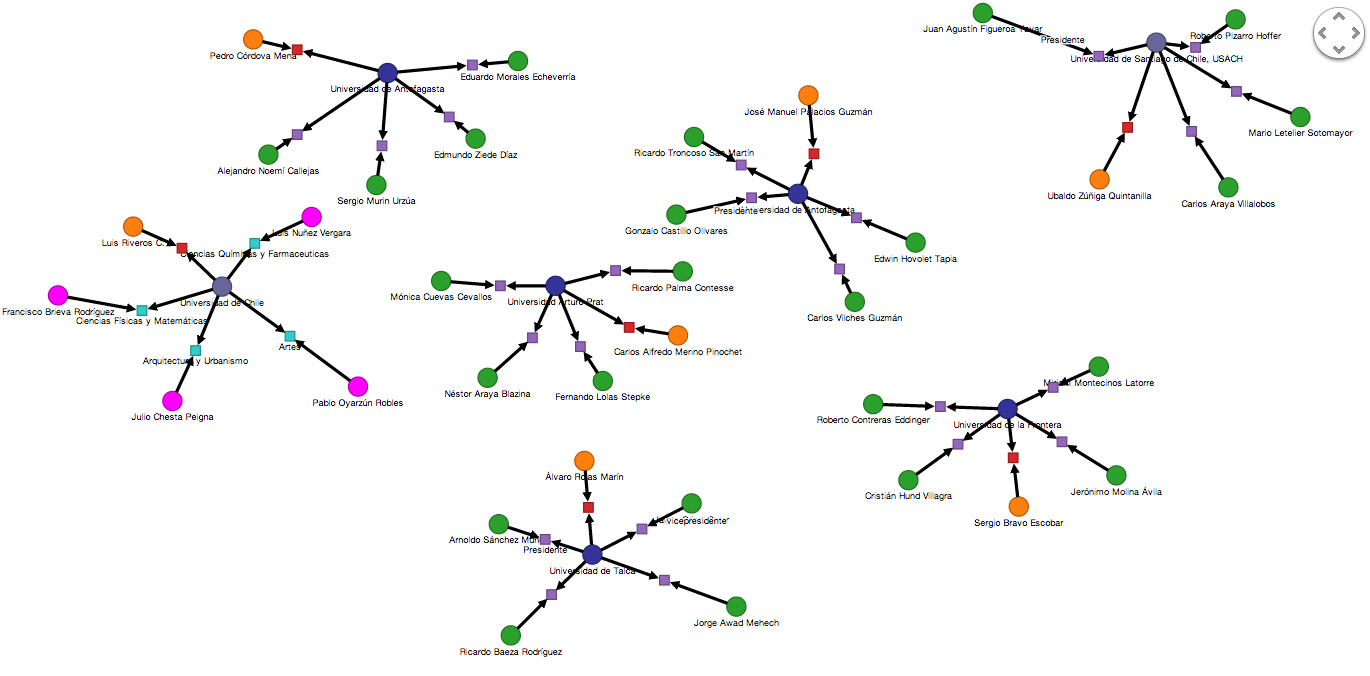 Pedro Córdova Mena
Eduardo Morales Echeverría
Universidad de Antofagasta
Edmundo Ziede Díaz
Alejandro Noemí Callejas
Sergio Murin Urzúa
Juan Agustín Figueroa Yavar
Presidente
Roberto Pizarro Hoffer
Universidad de Santiago de Chile, USACH
Mario Letelier Sotomayor
Ubaldo Zúñiga Quintanilla
Carlos Araya Villalobos
José Manuel Palacios Guzmán
Ricardo Troncoso San Martín
Presidente
Universidad de Antofagasta
Gonzalo Castillo Olivares
Edwin Hovolet Tapia
Carlos Vilches Guzmán
Luis Riveros C.
Luis Nuñez Vergara
Ciencias Químicas y Farmaceuticas
Universidad de Chile
Francisco Brieva Rodríguez
Ciencias Físicas y Matemáticas
Arquitectura y Urbanismo
Artes
Julio Chesta Peigna
Pablo Oyarzún Robles
Mónica Cuevas Cevallos
Universidad Arturo Prat
Ricardo Palma Contesse
Carlos Alfredo Merino Pinochet
Néstor Araya Blazina
Fernando Lolas Stepke
Montecinos Latorre
Roberto Contreras Eddinger
Universidad de la Frontera
Cristián Hund Villagra
Jerónimo Molina Ávila
Sergio Bravo Escobar
Álvaro Rojas Marín
vicepresidente
Arnoldo Sánchez
Presidente
Universidad de Talca
Jorge Awad Mehech
Ricardo Baeza Rodríguez